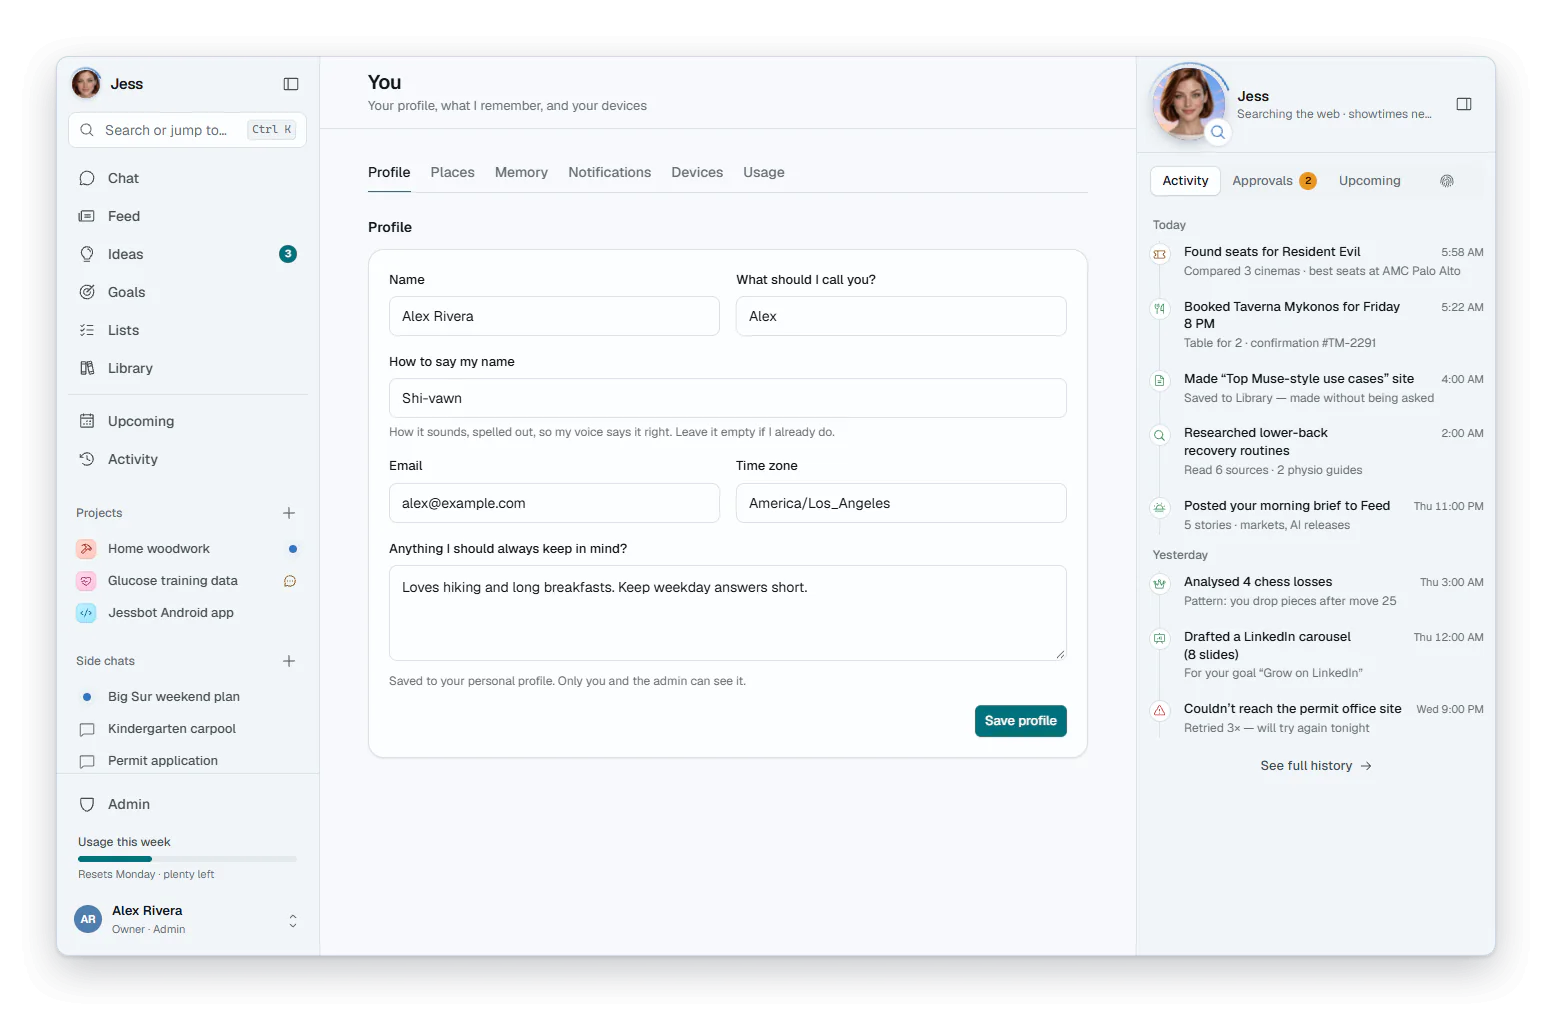 Jess
Search or jump to...
Ctrl K
Chat
Feed
Ideas
3
Goals
Lists
Library
Upcoming
Activity
Projects
Home woodwork
Glucose training data
Jessbot Android app
Side chats
Big Sur weekend plan
Kindergarten carpool
Permit application
Admin
Usage this week
Resets Monday · plenty left
AR
Alex Rivera
Owner · Admin
You
Your profile, what I remember, and your devices
Profile
Places
Memory
Notifications
Devices
Usage
Profile
Name
What should I call you?
Alex Rivera
Alex
How to say my name
Shi-vawn
How it sounds, spelled out, so my voice says it right. Leave it empty if I already do.
Email
Time zone
alex@example.com
America/Los_Angeles
Anything I should always keep in mind?
Loves hiking and long breakfasts. Keep weekday answers short.
Saved to your personal profile. Only you and the admin can see it.
Save profile
Jess
Searching the web · showtimes ne...
Activity
Approvals
2
Upcoming
Today
Found seats for Resident Evil
5:58 AM
Compared 3 cinemas · best seats at AMC Palo Alto
Booked Taverna Mykonos for Friday
8 PM
5:22 AM
Table for 2 · confirmation #TM-2291
Made “Top Muse-style use cases” site
4:00 AM
Saved to Library — made without being asked
Researched lower-back
recovery routines
2:00 AM
Read 6 sources · 2 physio guides
Posted your morning brief to Feed
Thu 11:00 PM
5 stories · markets, AI releases
Yesterday
Analysed 4 chess losses
Thu 3:00 AM
Pattern: you drop pieces after move 25
Drafted a LinkedIn carousel
(8 slides)
Thu 12:00 AM
For your goal “Grow on LinkedIn”
Couldn’t reach the permit office site
Wed 9:00 PM
Retried 3× — will try again tonight
See full history →